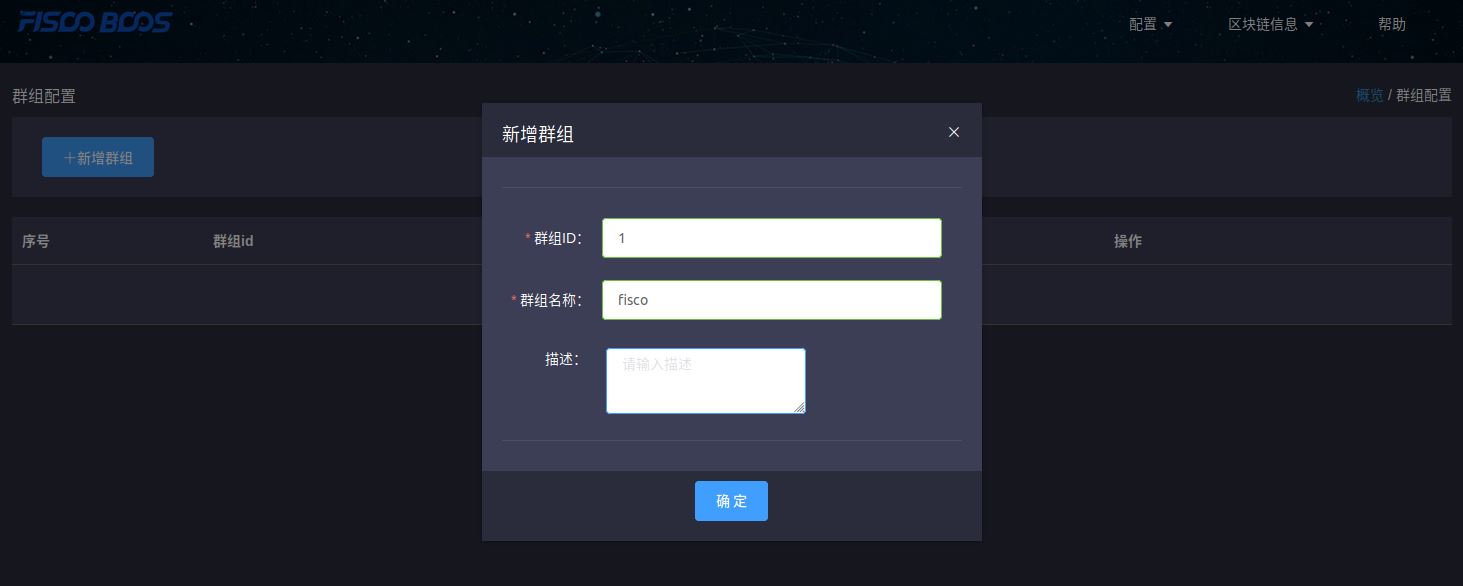 FISCO BCOS
配置
区块链信息
帮助
群组配置
概览 / 群组配置
+新增群组
序号
群组id
操作
新增群组
* 群组ID:
1
* 群组名称:
fisco
描述:
请输入描述
确 定